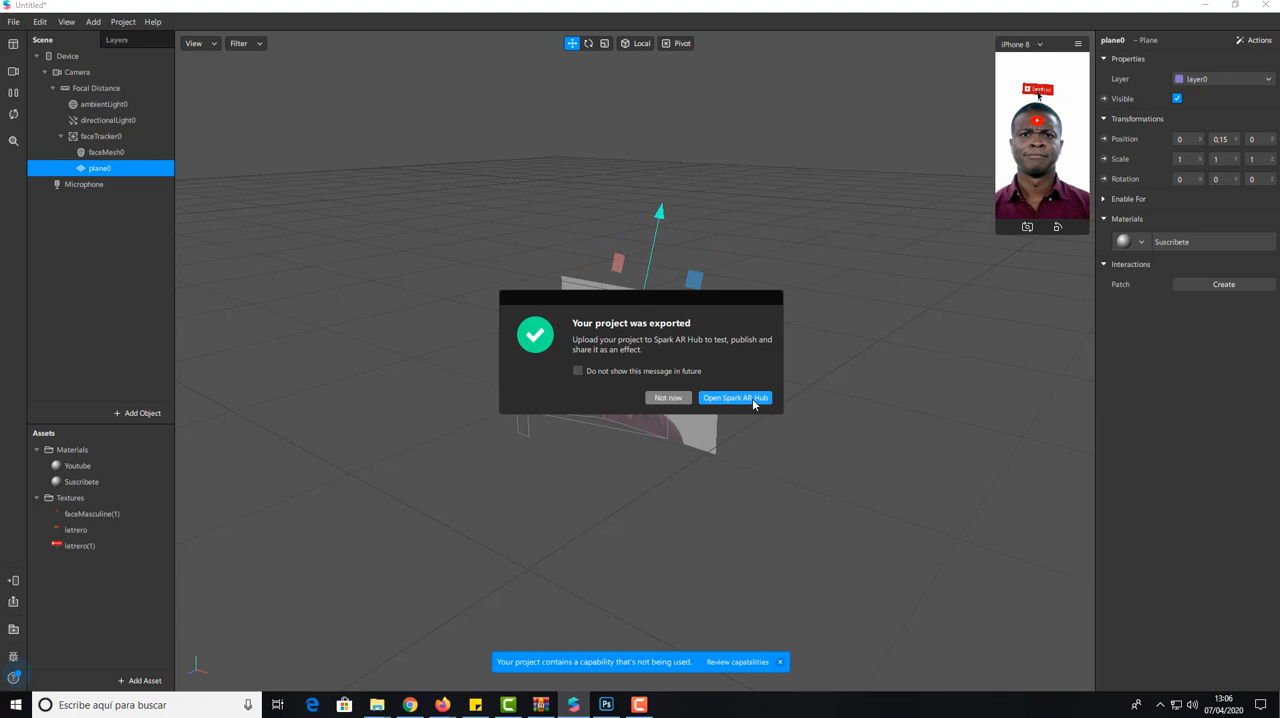 Untitled*
File Edit View Add Project Help
Scene Layers
Device
Camera
Focal Distance
ambientLight0
directionalLight0
faceTracker0
faceMesh0
plane0
Microphone
Add Object
Assets
Materials
Youtube
Suscribete
Textures
faceMasculine(1)
letrero
letrero(1)
Add Asset
View Filter
Local Pivot
iPhone 8
Your project was exported
Upload your project to Spark AR Hub to test, publish and
share it as an effect.
Do not show this message in future
Not now Open Spark AR Hub
Your project contains a capability that's not being used. Review capabilities
plane0 – Plane Actions
Properties
Layer layer0
Visible
Transformations
Position 0 X 0,15 Y 0 Z
Scale 1 X 1 Y 1 Z
Rotation 0 X 0 Y 0 Z
Enable For
Materials
Suscribete
Interactions
Patch Create
Escribe aquí para buscar
Ps
13:06
07/04/2020